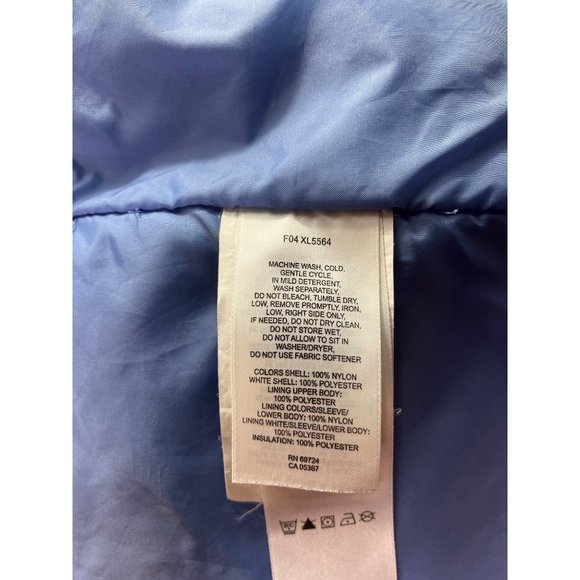 F04 XL5564
MACHINE WASH, COLD,
GENTLE CYCLE,
IN MILD DETERGENT,
WASH SEPARATELY,
DO NOT BLEACH, TUMBLE DRY,
LOW, REMOVE PROMPTLY, IRON,
LOW, RIGHT SIDE ONLY,
IF NEEDED, DO NOT DRY CLEAN.
DO NOT STORE WET,
DO NOT ALLOW TO SIT IN
WASHER/DRYER,
DO NOT USE FABRIC SOFTENER
COLORS SHELL: 100% NYLON
WHITE SHELL: 100% POLYESTER
LINING UPPER BODY:
100% POLYESTER
LINING COLORS/SLEEVE/
LOWER BODY: 100% NYLON
LINING WHITE/SLEEVE/LOWER BODY:
100% POLYESTER
INSULATION: 100% POLYESTER
RN 69724
CA 05367